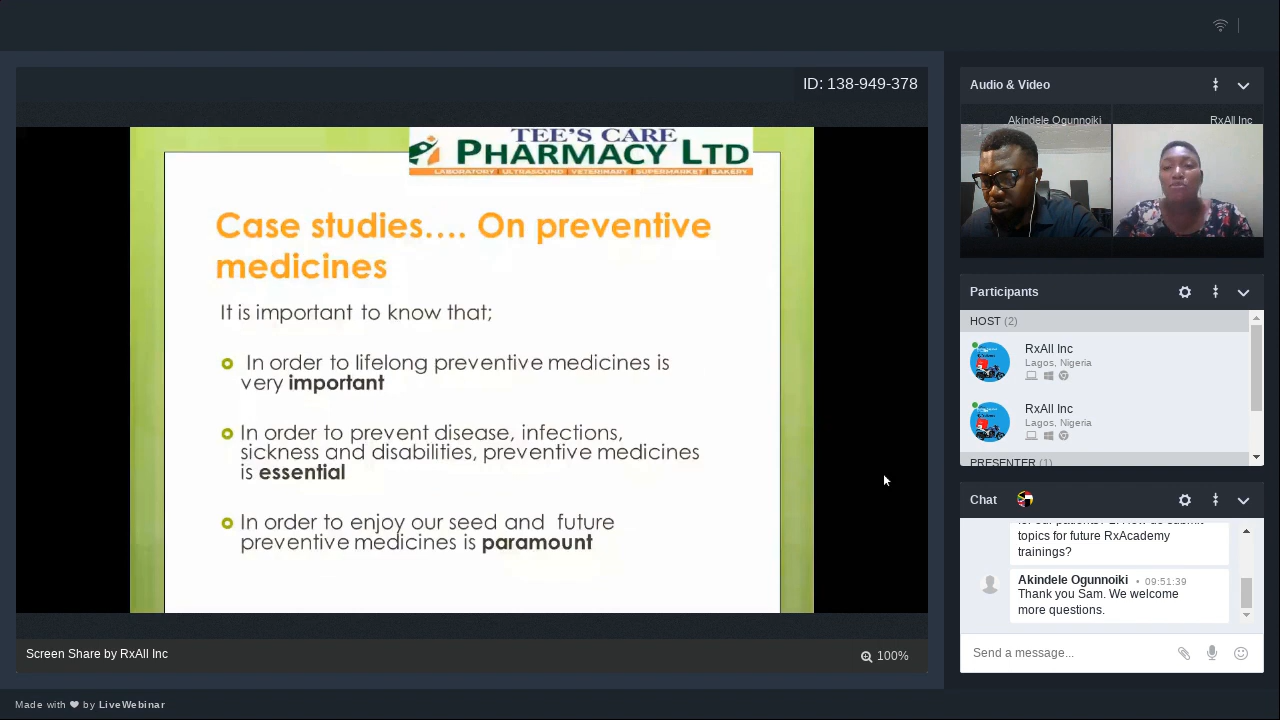 ID: 138-949-378
TEE'S CARE
PHARMACY LTD
LABORATORY | ULTRASOUND | VETERINARY | SUPERMARKET | BAKERY
Case studies.... On preventive
medicines
It is important to know that;
In order to lifelong preventive medicines is
very important
In order to prevent disease, infections,
sickness and disabilities, preventive medicines
is essential
In order to enjoy our seed and future
preventive medicines is paramount
Screen Share by RxAll Inc
100%
Made with by LiveWebinar
Audio & Video
Akindele Ogunnoiki
RxAll Inc
Participants
HOST (2)
RxAll Inc
Lagos, Nigeria
RxAll Inc
Lagos, Nigeria
PRESENTER (1)
Chat
topics for future RxAcademy
trainings?
Akindele Ogunnoiki • 09:51:39
Thank you Sam. We welcome
more questions.
Send a message...